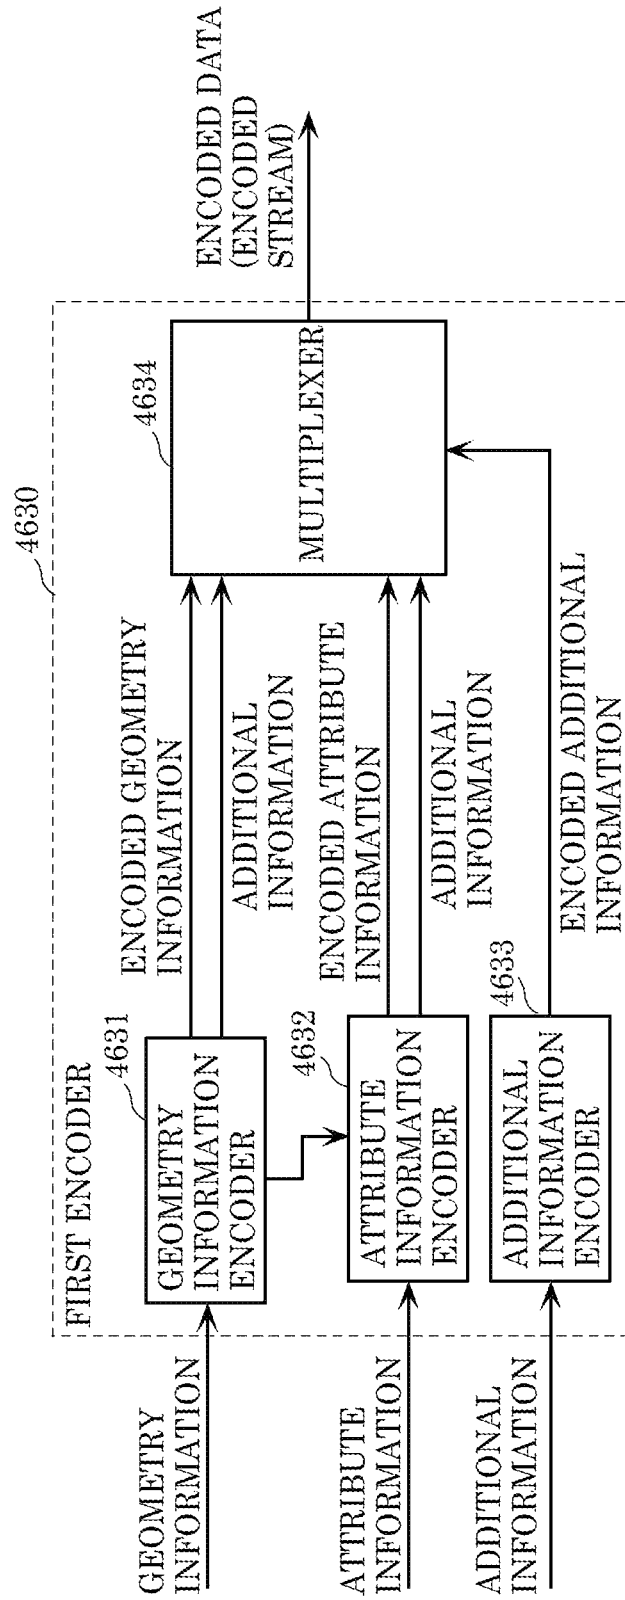 FIRST ENCODER
4630
GEOMETRY
INFORMATION
ATTRIBUTE
INFORMATION
ADDITIONAL
INFORMATION
4631
GEOMETRY
INFORMATION
ENCODER
4632
ATTRIBUTE
INFORMATION
ENCODER
4633
ADDITIONAL
INFORMATION
ENCODER
ENCODED GEOMETRY
INFORMATION
ADDITIONAL
INFORMATION
ENCODED ATTRIBUTE
INFORMATION
ADDITIONAL
INFORMATION
ENCODED ADDITIONAL
INFORMATION
4634
MULTIPLEXER
ENCODED DATA
(ENCODED
STREAM)